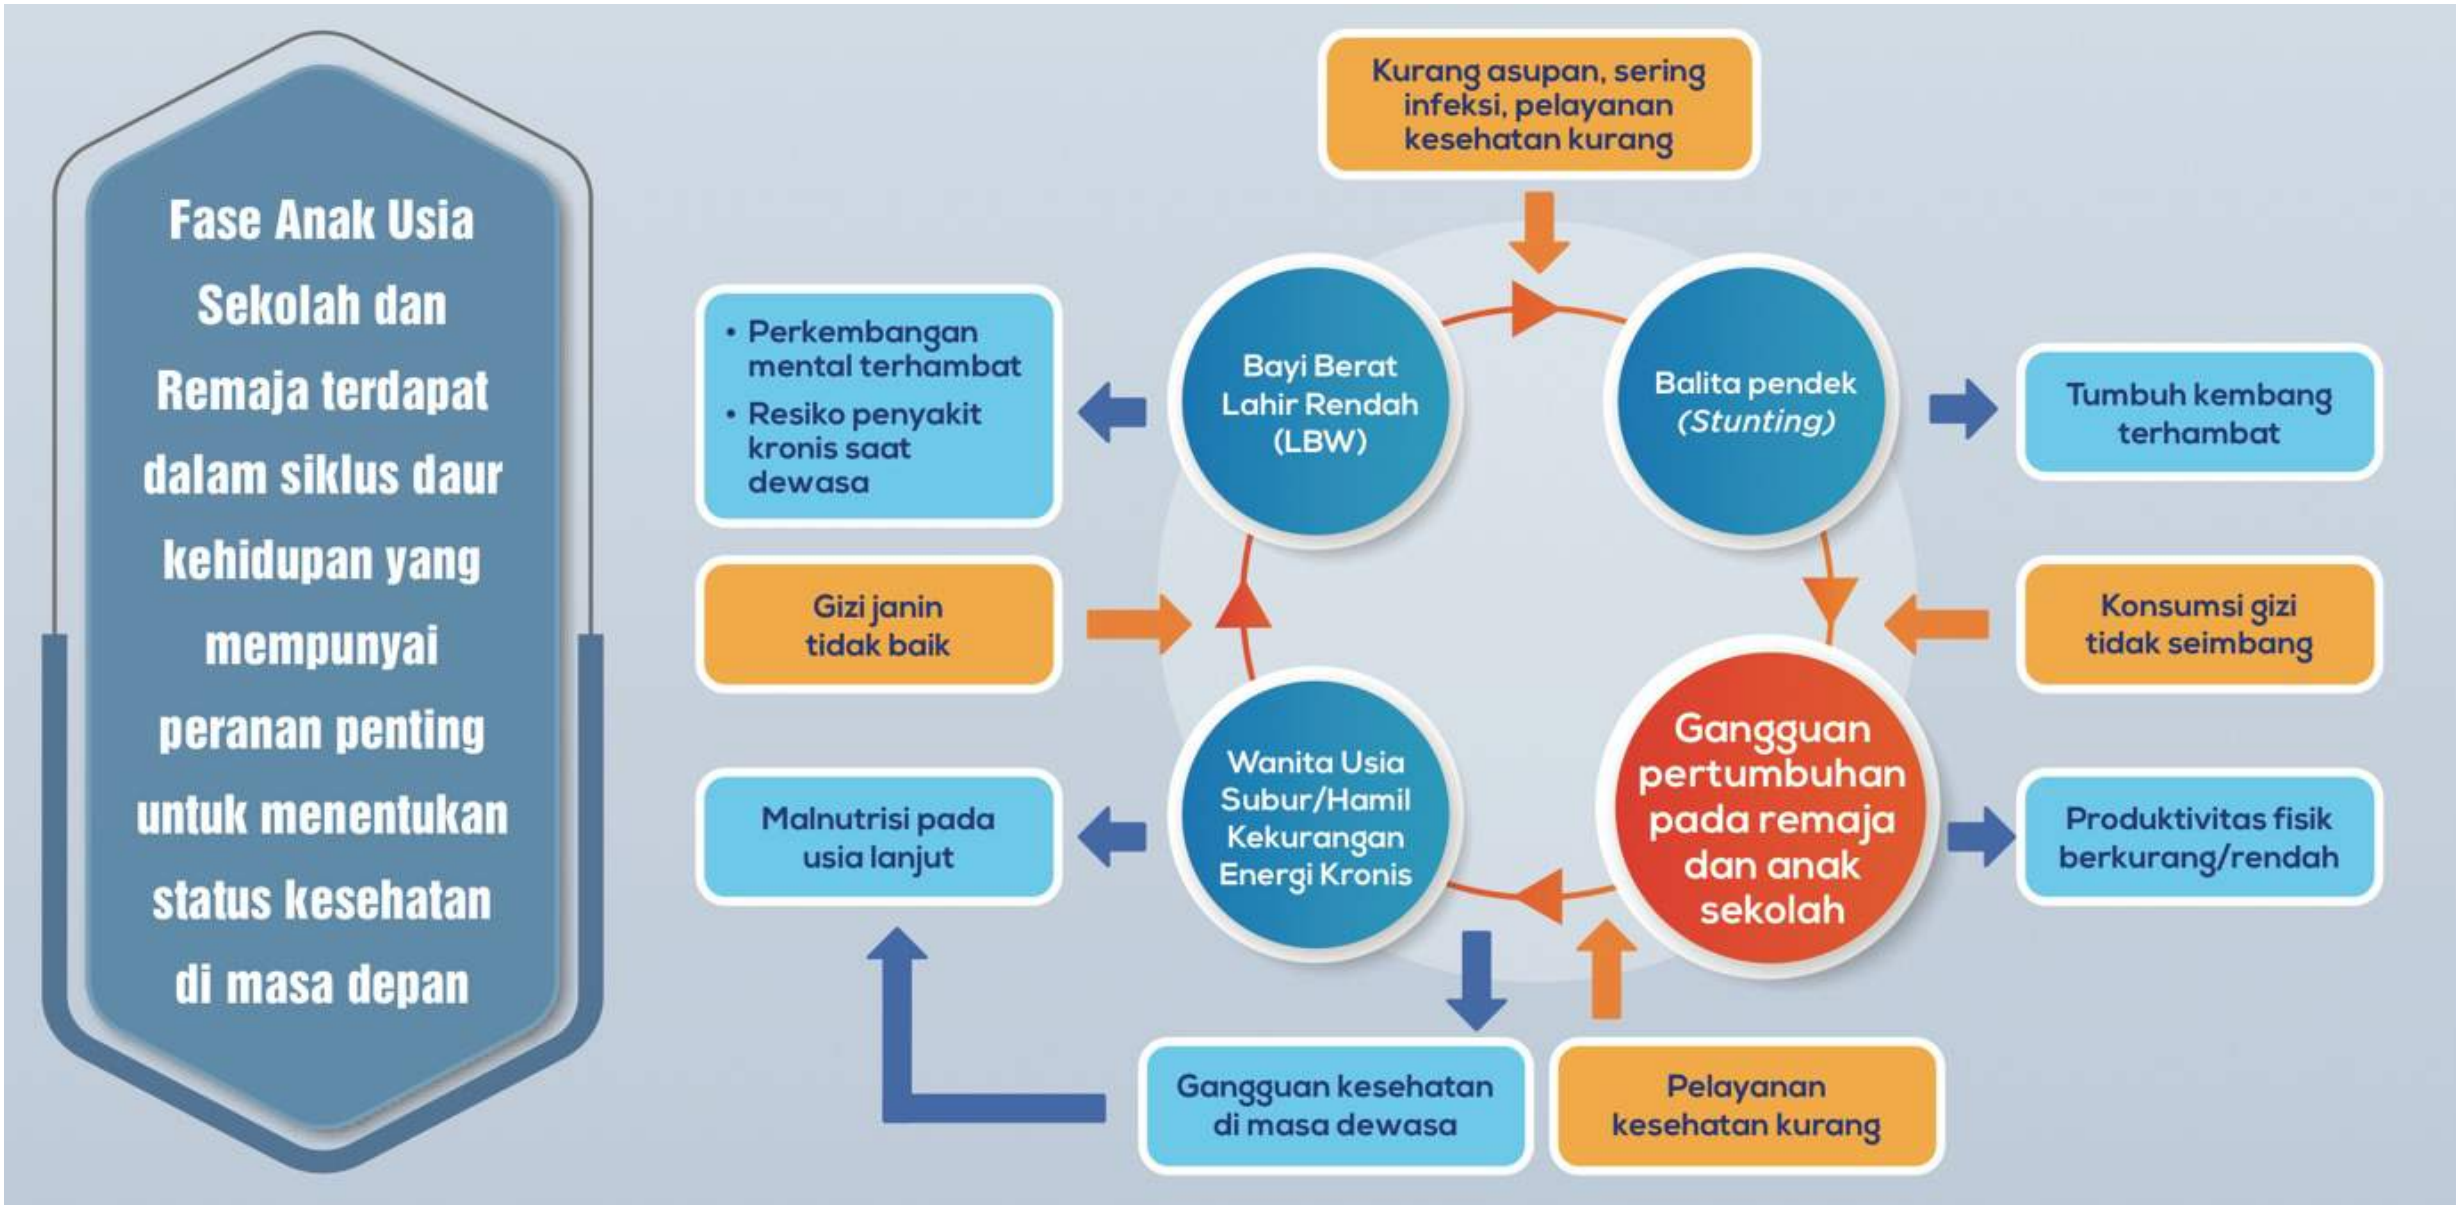 Fase Anak Usia
Sekolah dan
Remaja terdapat
dalam siklus daur
kehidupan yang
mempunyai
peranan penting
untuk menentukan
status kesehatan
di masa depan
Kurang asupan, sering
infeksi, pelayanan
kesehatan kurang
• Perkembangan
mental terhambat
• Resiko penyakit
kronis saat
dewasa
Bayi Berat
Lahir Rendah
(LBW)
Balita pendek
(Stunting)
Tumbuh kembang
terhambat
Gizi janin
tidak baik
Konsumsi gizi
tidak seimbang
Malnutrisi pada
usia lanjut
Wanita Usia
Subur/Hamil
Kekurangan
Energi Kronis
Gangguan
pertumbuhan
pada remaja
dan anak
sekolah
Produktivitas fisik
berkurang/rendah
Gangguan kesehatan
di masa dewasa
Pelayanan
kesehatan kurang